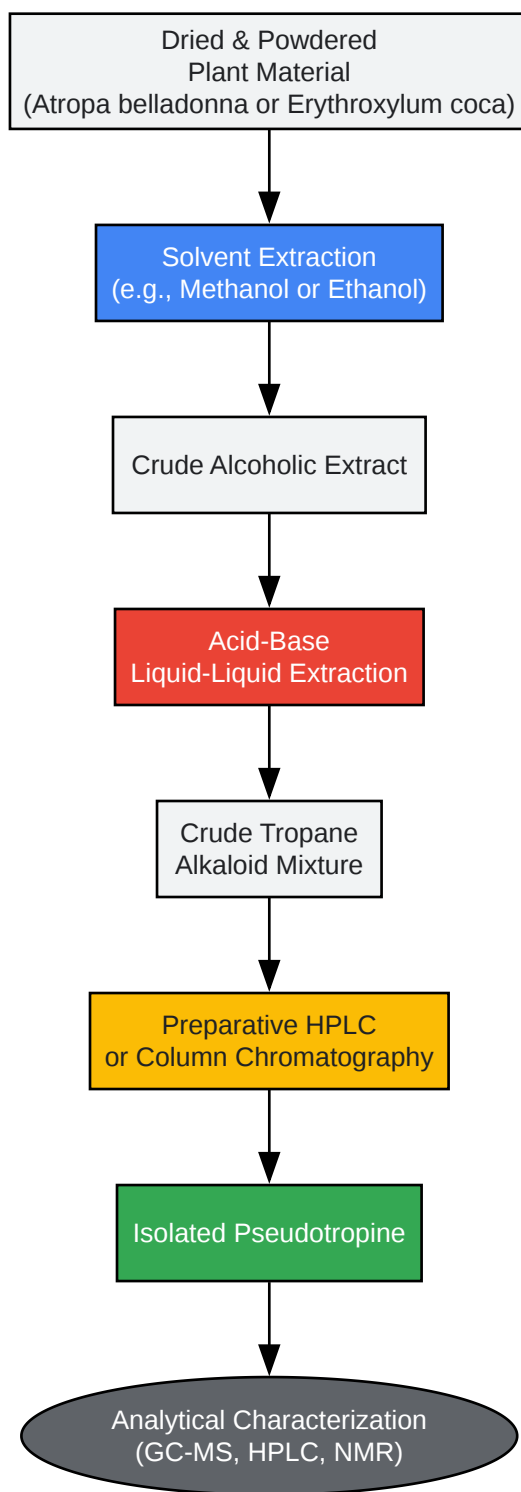 Dried & Powdered
Plant Material
(Atropa belladonna or Erythroxylum coca)
Solvent Extraction
(e.g., Methanol or Ethanol)
Crude Alcoholic Extract
Acid-Base
Liquid-Liquid Extraction
Crude Tropane
Alkaloid Mixture
Preparative HPLC
or Column Chromatography
Isolated Pseudotropine
Analytical Characterization
(GC-MS, HPLC, NMR)